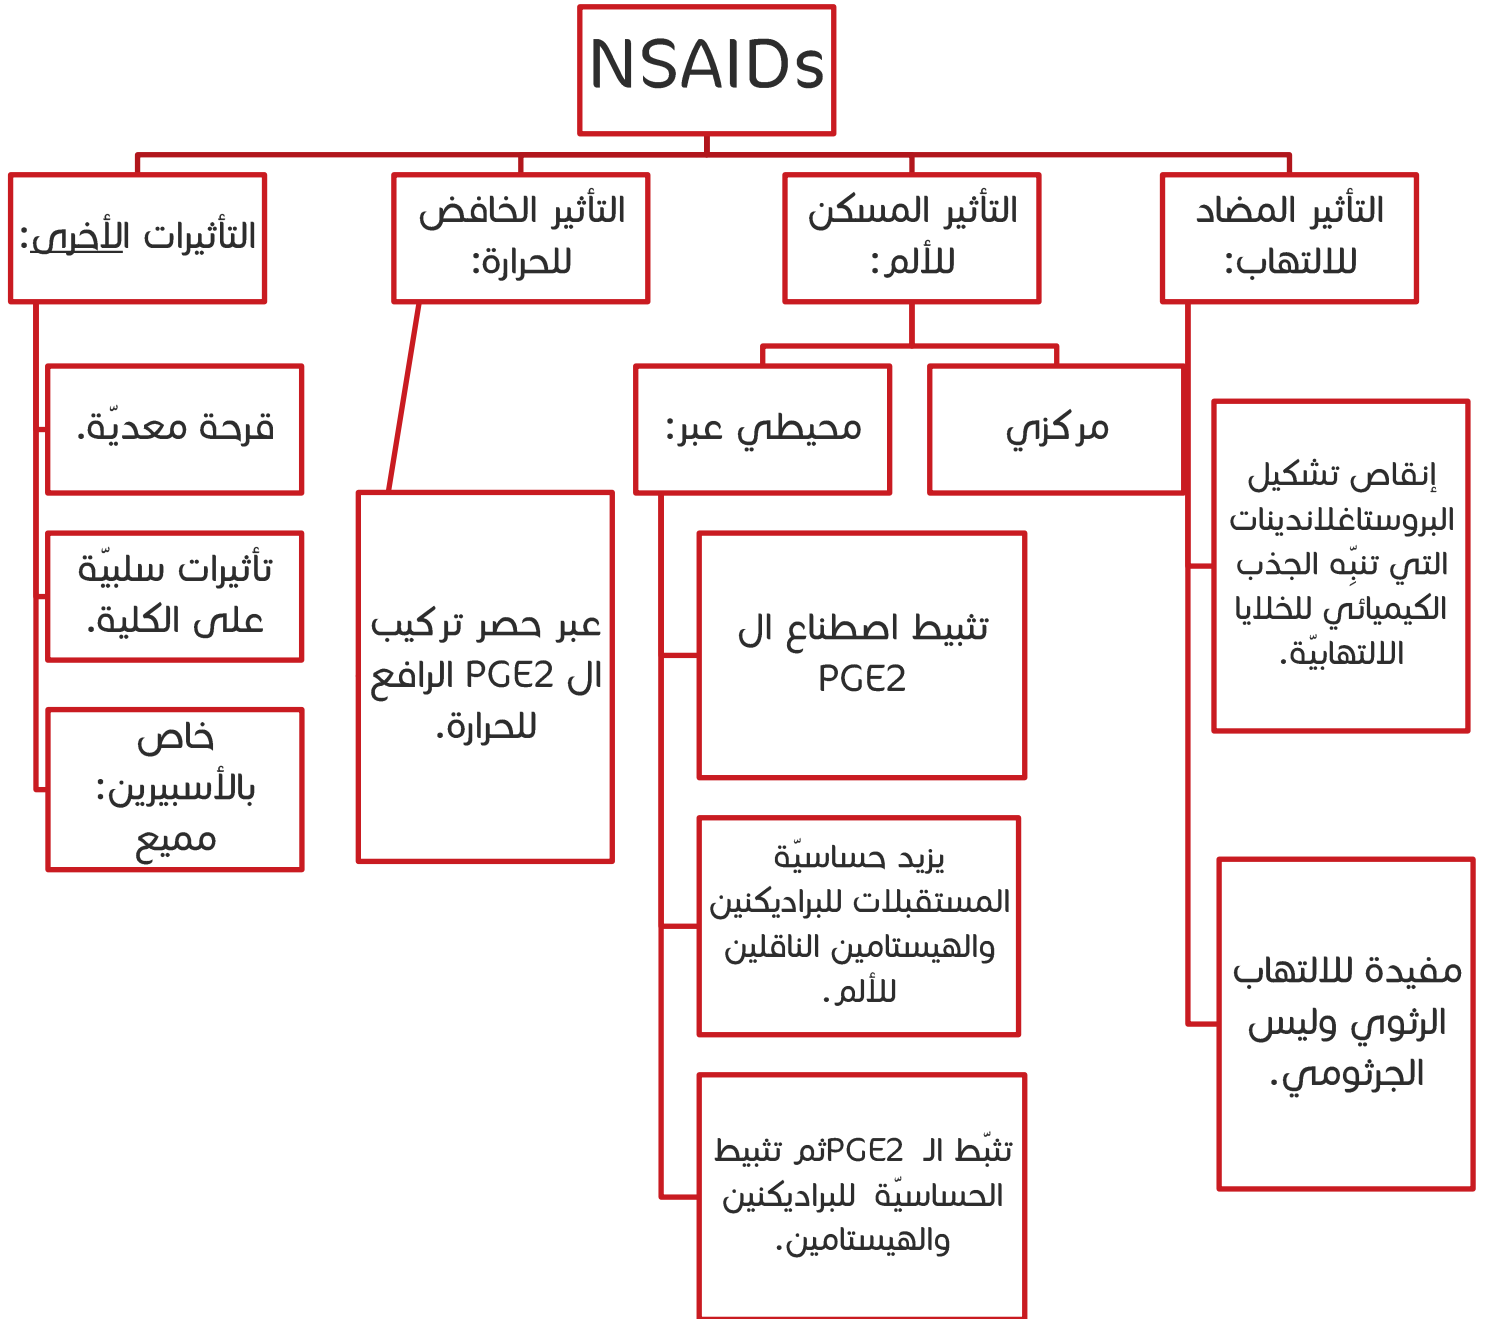 NSAIDs
التأثير المضاد
للالتهاب:
إنقاص تشكيل
البروستاغلاندينات
التي تنبِّه الجذب
الكيميائي للخلايا
الالتهابيّة.
مفيدة للالتهاب
الرثوي وليس
الجرثومي.
التأثير المسكن
للألم:
مركزي
محيطي عبر:
تثبيط اصطناع ال
PGE2
يزيد حساسيّة
المستقبلات للبراديكنين
والهيستامين الناقلين
للألم.
تثبّط الـ PGE2ثم تثبيط
الحساسيّة للبراديكنين
والهيستامين.
التأثير الخافض
للحرارة:
عبر حصر تركيب
ال PGE2 الرافع
للحرارة.
التأثيرات الأخرى:
قرحة معديّة.
تأثيرات سلبيّة
على الكلية.
خاص
بالأسبيرين:
مميع